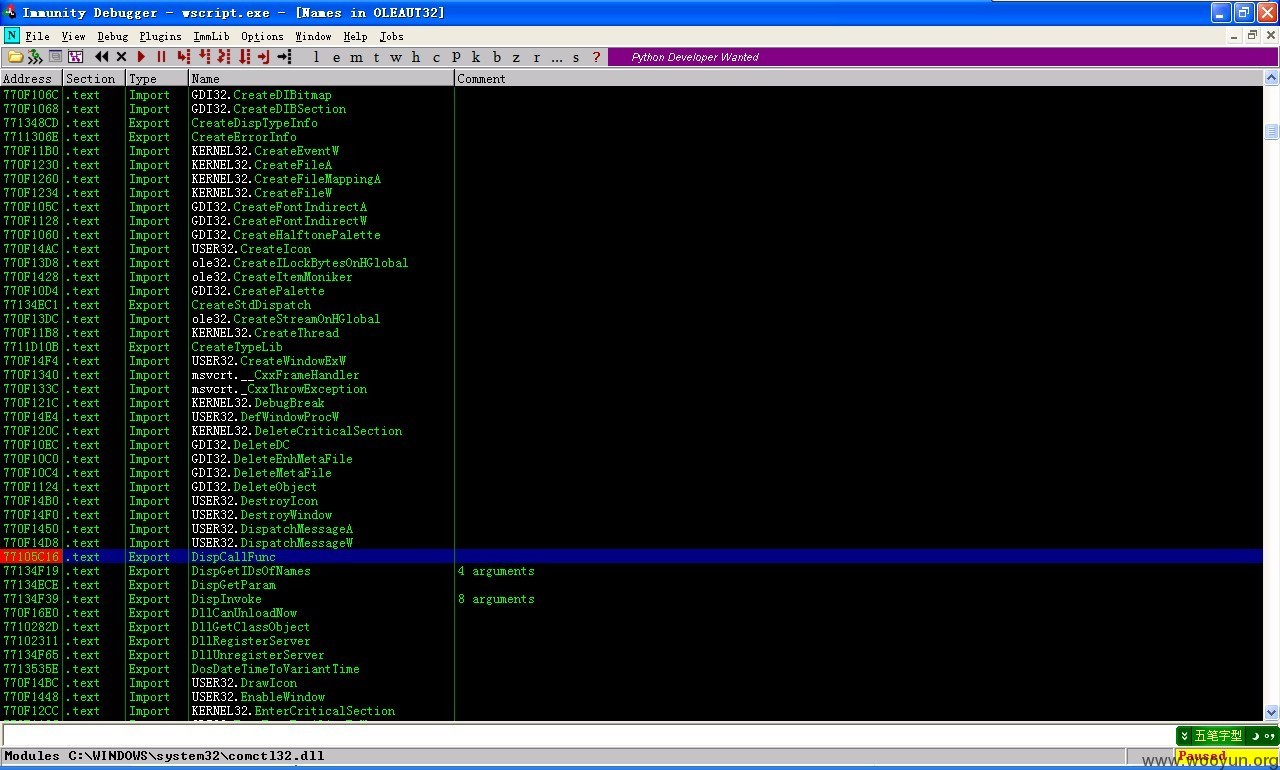 Immunity Debugger - wscript.exe - [Names in OLEAUT32]
N File View Debug Plugins ImmLib Options Window Help Jobs
l e m t w h c P k b z r ... s ? Python Developer Wanted
Address Section Type Name Comment
770F106C .text Import GDI32.CreateDIBitmap
770F1068 .text Import GDI32.CreateDIBSection
771348CD .text Export CreateDispTypeInfo
7711306E .text Export CreateErrorInfo
770F11B0 .text Import KERNEL32.CreateEventW
770F1230 .text Import KERNEL32.CreateFileA
770F1260 .text Import KERNEL32.CreateFileMappingA
770F1234 .text Import KERNEL32.CreateFileW
770F105C .text Import GDI32.CreateFontIndirectA
770F1128 .text Import GDI32.CreateFontIndirectW
770F1060 .text Import GDI32.CreateHalftonePalette
770F14AC .text Import USER32.CreateIcon
770F13D8 .text Import ole32.CreateILockBytesOnHGlobal
770F1428 .text Import ole32.CreateItemMoniker
770F10D4 .text Import GDI32.CreatePalette
77134EC1 .text Export CreateStdDispatch
770F13DC .text Import ole32.CreateStreamOnHGlobal
770F11B8 .text Import KERNEL32.CreateThread
7711D10B .text Export CreateTypeLib
770F14F4 .text Import USER32.CreateWindowExW
770F1340 .text Import msvcrt.__CxxFrameHandler
770F133C .text Import msvcrt._CxxThrowException
770F121C .text Import KERNEL32.DebugBreak
770F14E4 .text Import USER32.DefWindowProcW
770F120C .text Import KERNEL32.DeleteCriticalSection
770F10EC .text Import GDI32.DeleteDC
770F10C0 .text Import GDI32.DeleteEnhMetaFile
770F10C4 .text Import GDI32.DeleteMetaFile
770F1124 .text Import GDI32.DeleteObject
770F14B0 .text Import USER32.DestroyIcon
770F14F0 .text Import USER32.DestroyWindow
770F1450 .text Import USER32.DispatchMessageA
770F14D8 .text Import USER32.DispatchMessageW
77105C16 .text Export DispCallFunc
77134F19 .text Export DispGetIDsOfNames 4 arguments
77134ECE .text Export DispGetParam
77134F39 .text Export DispInvoke 8 arguments
770F16E0 .text Export DllCanUnloadNow
7710282D .text Export DllGetClassObject
77102311 .text Export DllRegisterServer
77134F65 .text Export DllUnregisterServer
7713535E .text Export DosDateTimeToVariantTime
770F14BC .text Import USER32.DrawIcon
770F1448 .text Import USER32.EnableWindow
770F12CC .text Import KERNEL32.EnterCriticalSection
五笔字型
Modules C:\WINDOWS\system32\comctl32.dll Paused
www.wooyun.org